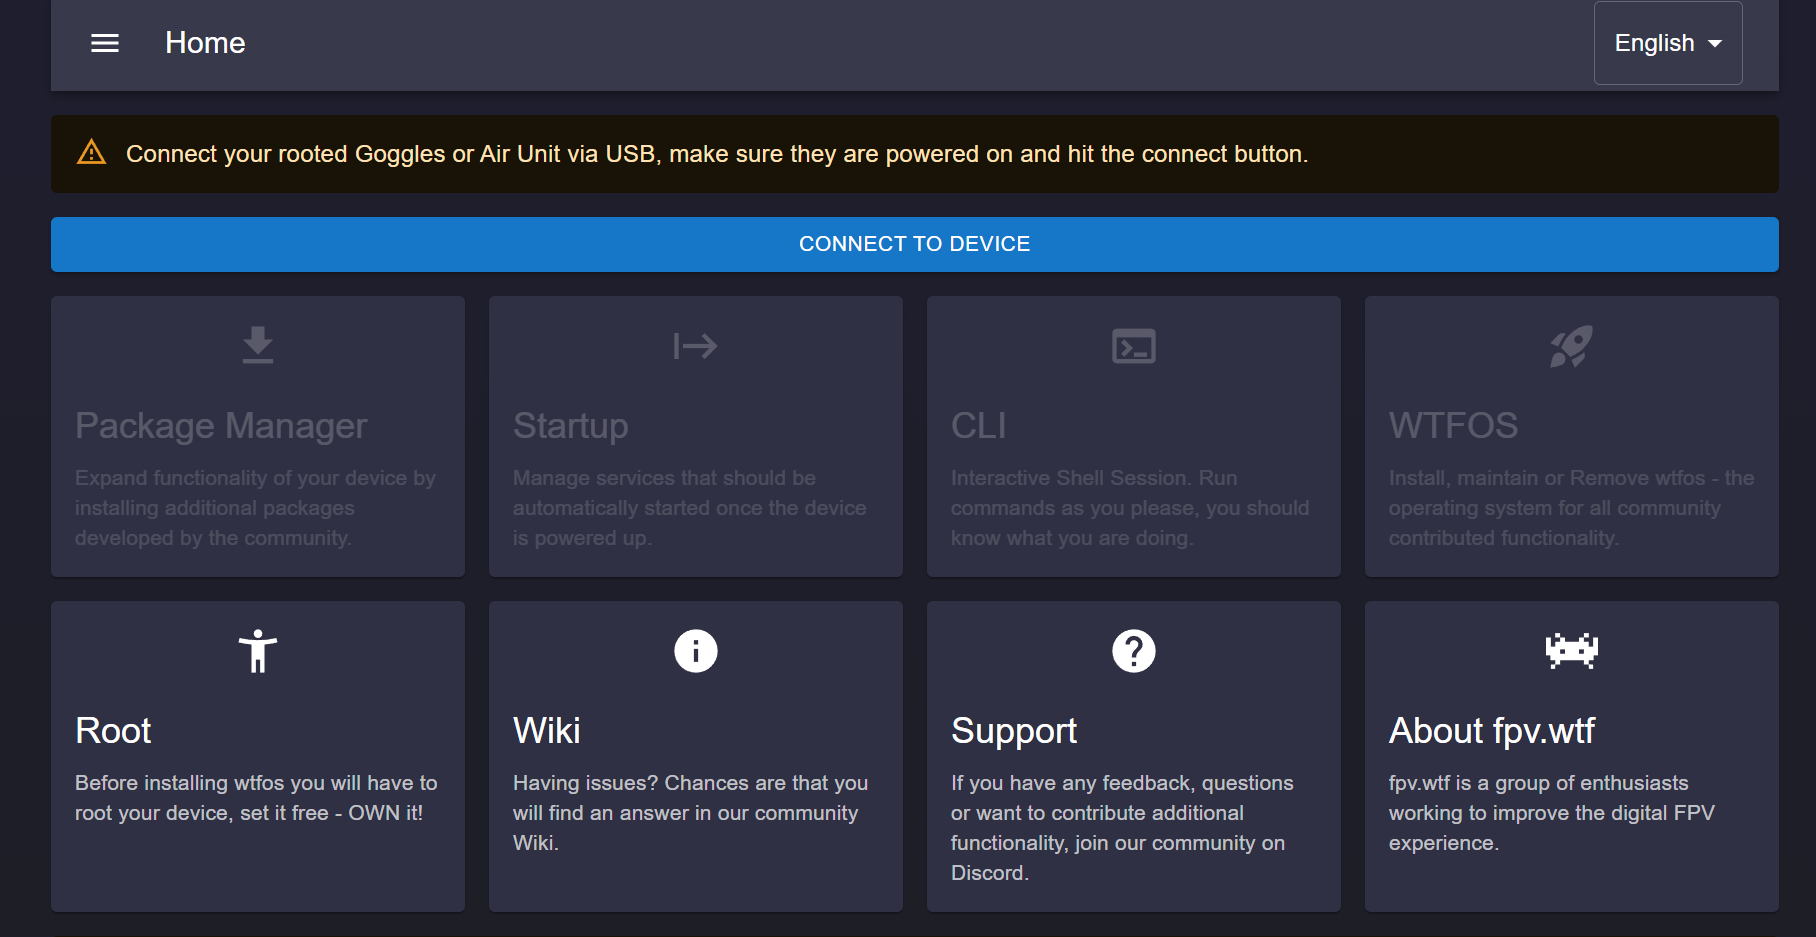 Home
English
Connect your rooted Goggles or Air Unit via USB, make sure they are powered on and hit the connect button.
CONNECT TO DEVICE
Package Manager
Expand functionality of your device by
installing additional packages
developed by the community.
Startup
Manage services that should be
automatically started once the device
is powered up.
CLI
Interactive Shell Session. Run
commands as you please, you should
know what you are doing.
WTFOS
Install, maintain or Remove wtfos - the
operating system for all community
contributed functionality.
Root
Before installing wtfos you will have to
root your device, set it free - OWN it!
Wiki
Having issues? Chances are that you
will find an answer in our community
Wiki.
Support
If you have any feedback, questions
or want to contribute additional
functionality, join our community on
Discord.
About fpv.wtf
fpv.wtf is a group of enthusiasts
working to improve the digital FPV
experience.